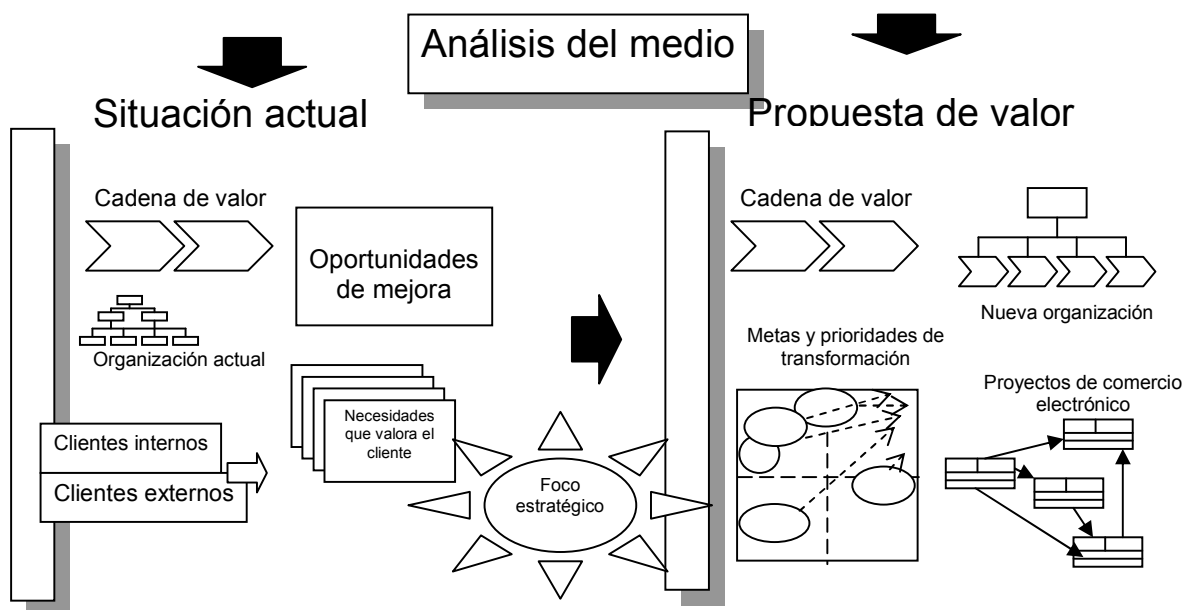 Análisis del medio
Situación actual
Cadena de valor
Oportunidades
de mejora
Organización actual
Clientes internos
Clientes externos
Necesidades
que valora el
cliente
Foco
estratégico
Propuesta de valor
Cadena de valor
Nueva organización
Metas y prioridades de
transformación
Proyectos de comercio
electrónico